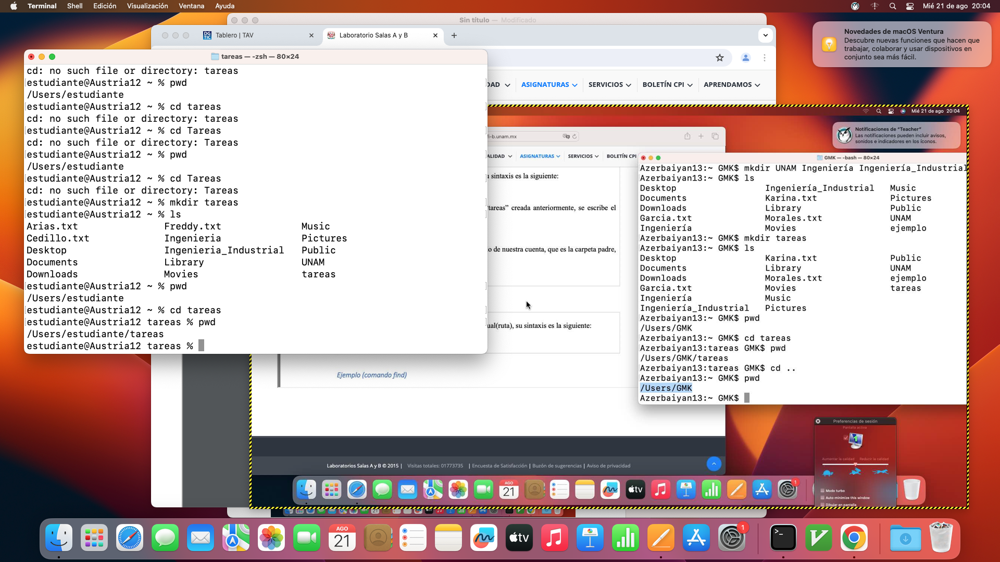 Terminal Shell Edición Visualización Ventana Ayuda
Mié 21 de ago 20:04
Sin título — Modificado
Tablero | TAV
Laboratorio Salas A y B
Novedades de macOS Ventura
Descubre nuevas funciones que hacen que
trabajar, colaborar y usar dispositivos en
conjunto sea más fácil.
tareas — -zsh — 80×24
cd: no such file or directory: tareas
estudiante@Austria12 ~ % pwd
/Users/estudiante
estudiante@Austria12 ~ % cd tareas
cd: no such file or directory: tareas
estudiante@Austria12 ~ % cd Tareas
cd: no such file or directory: Tareas
estudiante@Austria12 ~ % pwd
/Users/estudiante
estudiante@Austria12 ~ % cd Tareas
cd: no such file or directory: Tareas
estudiante@Austria12 ~ % mkdir tareas
estudiante@Austria12 ~ % ls
Arias.txt Freddy.txt Music
Cedillo.txt Ingenieria Pictures
Desktop Ingenieria_Industrial Public
Documents Library UNAM
Downloads Movies tareas
estudiante@Austria12 ~ % pwd
/Users/estudiante
estudiante@Austria12 ~ % cd tareas
estudiante@Austria12 tareas % pwd
/Users/estudiante/tareas
estudiante@Austria12 tareas %
DAD ASIGNATURAS SERVICIOS BOLETÍN CPI APRENDAMOS
Mié 21 de ago 20:04
Notificaciones de "Teacher"
Las notificaciones pueden incluir avisos,
sonidos e indicadores en los íconos.
fi-b.unam.mx
ALIDAD ASIGNATURAS SERVICIOS BOLETÍN CPI
sintaxis es la siguiente:
tareas” creada anteriormente, se escribe el
o de nuestra cuenta, que es la carpeta padre,
ual(ruta), su sintaxis es la siguiente:
Ejemplo (comando find)
GMK — -bash — 80×24
Azerbaiyan13:~ GMK$ mkdir UNAM Ingeniería Ingeniería_Industrial
Azerbaiyan13:~ GMK$ ls
Desktop Ingeniería_Industrial Music
Documents Karina.txt Pictures
Downloads Library Public
Garcia.txt Morales.txt UNAM
Ingeniería Movies ejemplo
Azerbaiyan13:~ GMK$ mkdir tareas
Azerbaiyan13:~ GMK$ ls
Desktop Karina.txt Public
Documents Library UNAM
Downloads Morales.txt ejemplo
Garcia.txt Movies tareas
Ingeniería Music
Ingeniería_Industrial Pictures
Azerbaiyan13:~ GMK$ pwd
/Users/GMK
Azerbaiyan13:~ GMK$ cd tareas
Azerbaiyan13:tareas GMK$ pwd
/Users/GMK/tareas
Azerbaiyan13:tareas GMK$ cd ..
Azerbaiyan13:~ GMK$ pwd
/Users/GMK
Azerbaiyan13:~ GMK$
Preferencias de sesión
Pantalla activa
1
Aumentar la calidad Reducir la calidad
Modo turbo
Auto-minimize this window
Dibujar en pantalla
Laboratorios Salas A y B © 2015 | Visitas totales: 01773735 | Encuesta de Satisfacción | Buzón de sugerencias | Aviso de privacidad
AGO
21
tv
1
AGO
21
tv
1